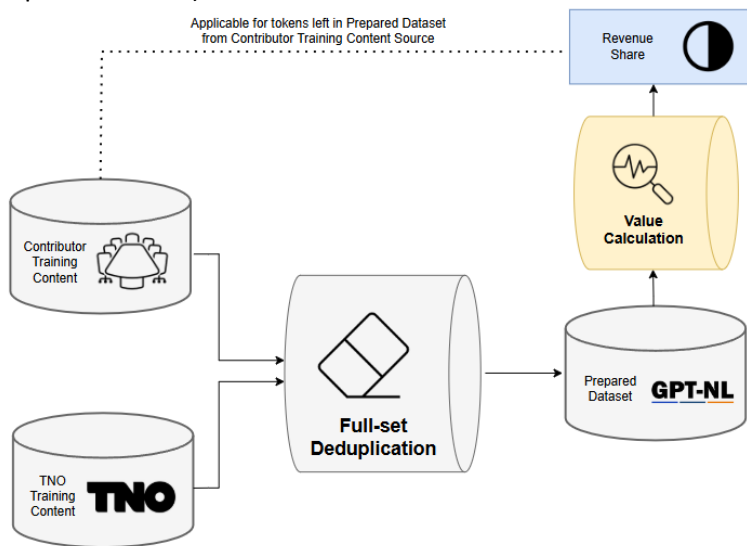 Applicable for tokens left in Prepared Dataset
from Contributor Training Content Source
Revenue
Share
Value
Calculation
Contributor
Training
Content
Full-set
Deduplication
Prepared
Dataset
GPT-NL
TNO
Training
Content
TNO